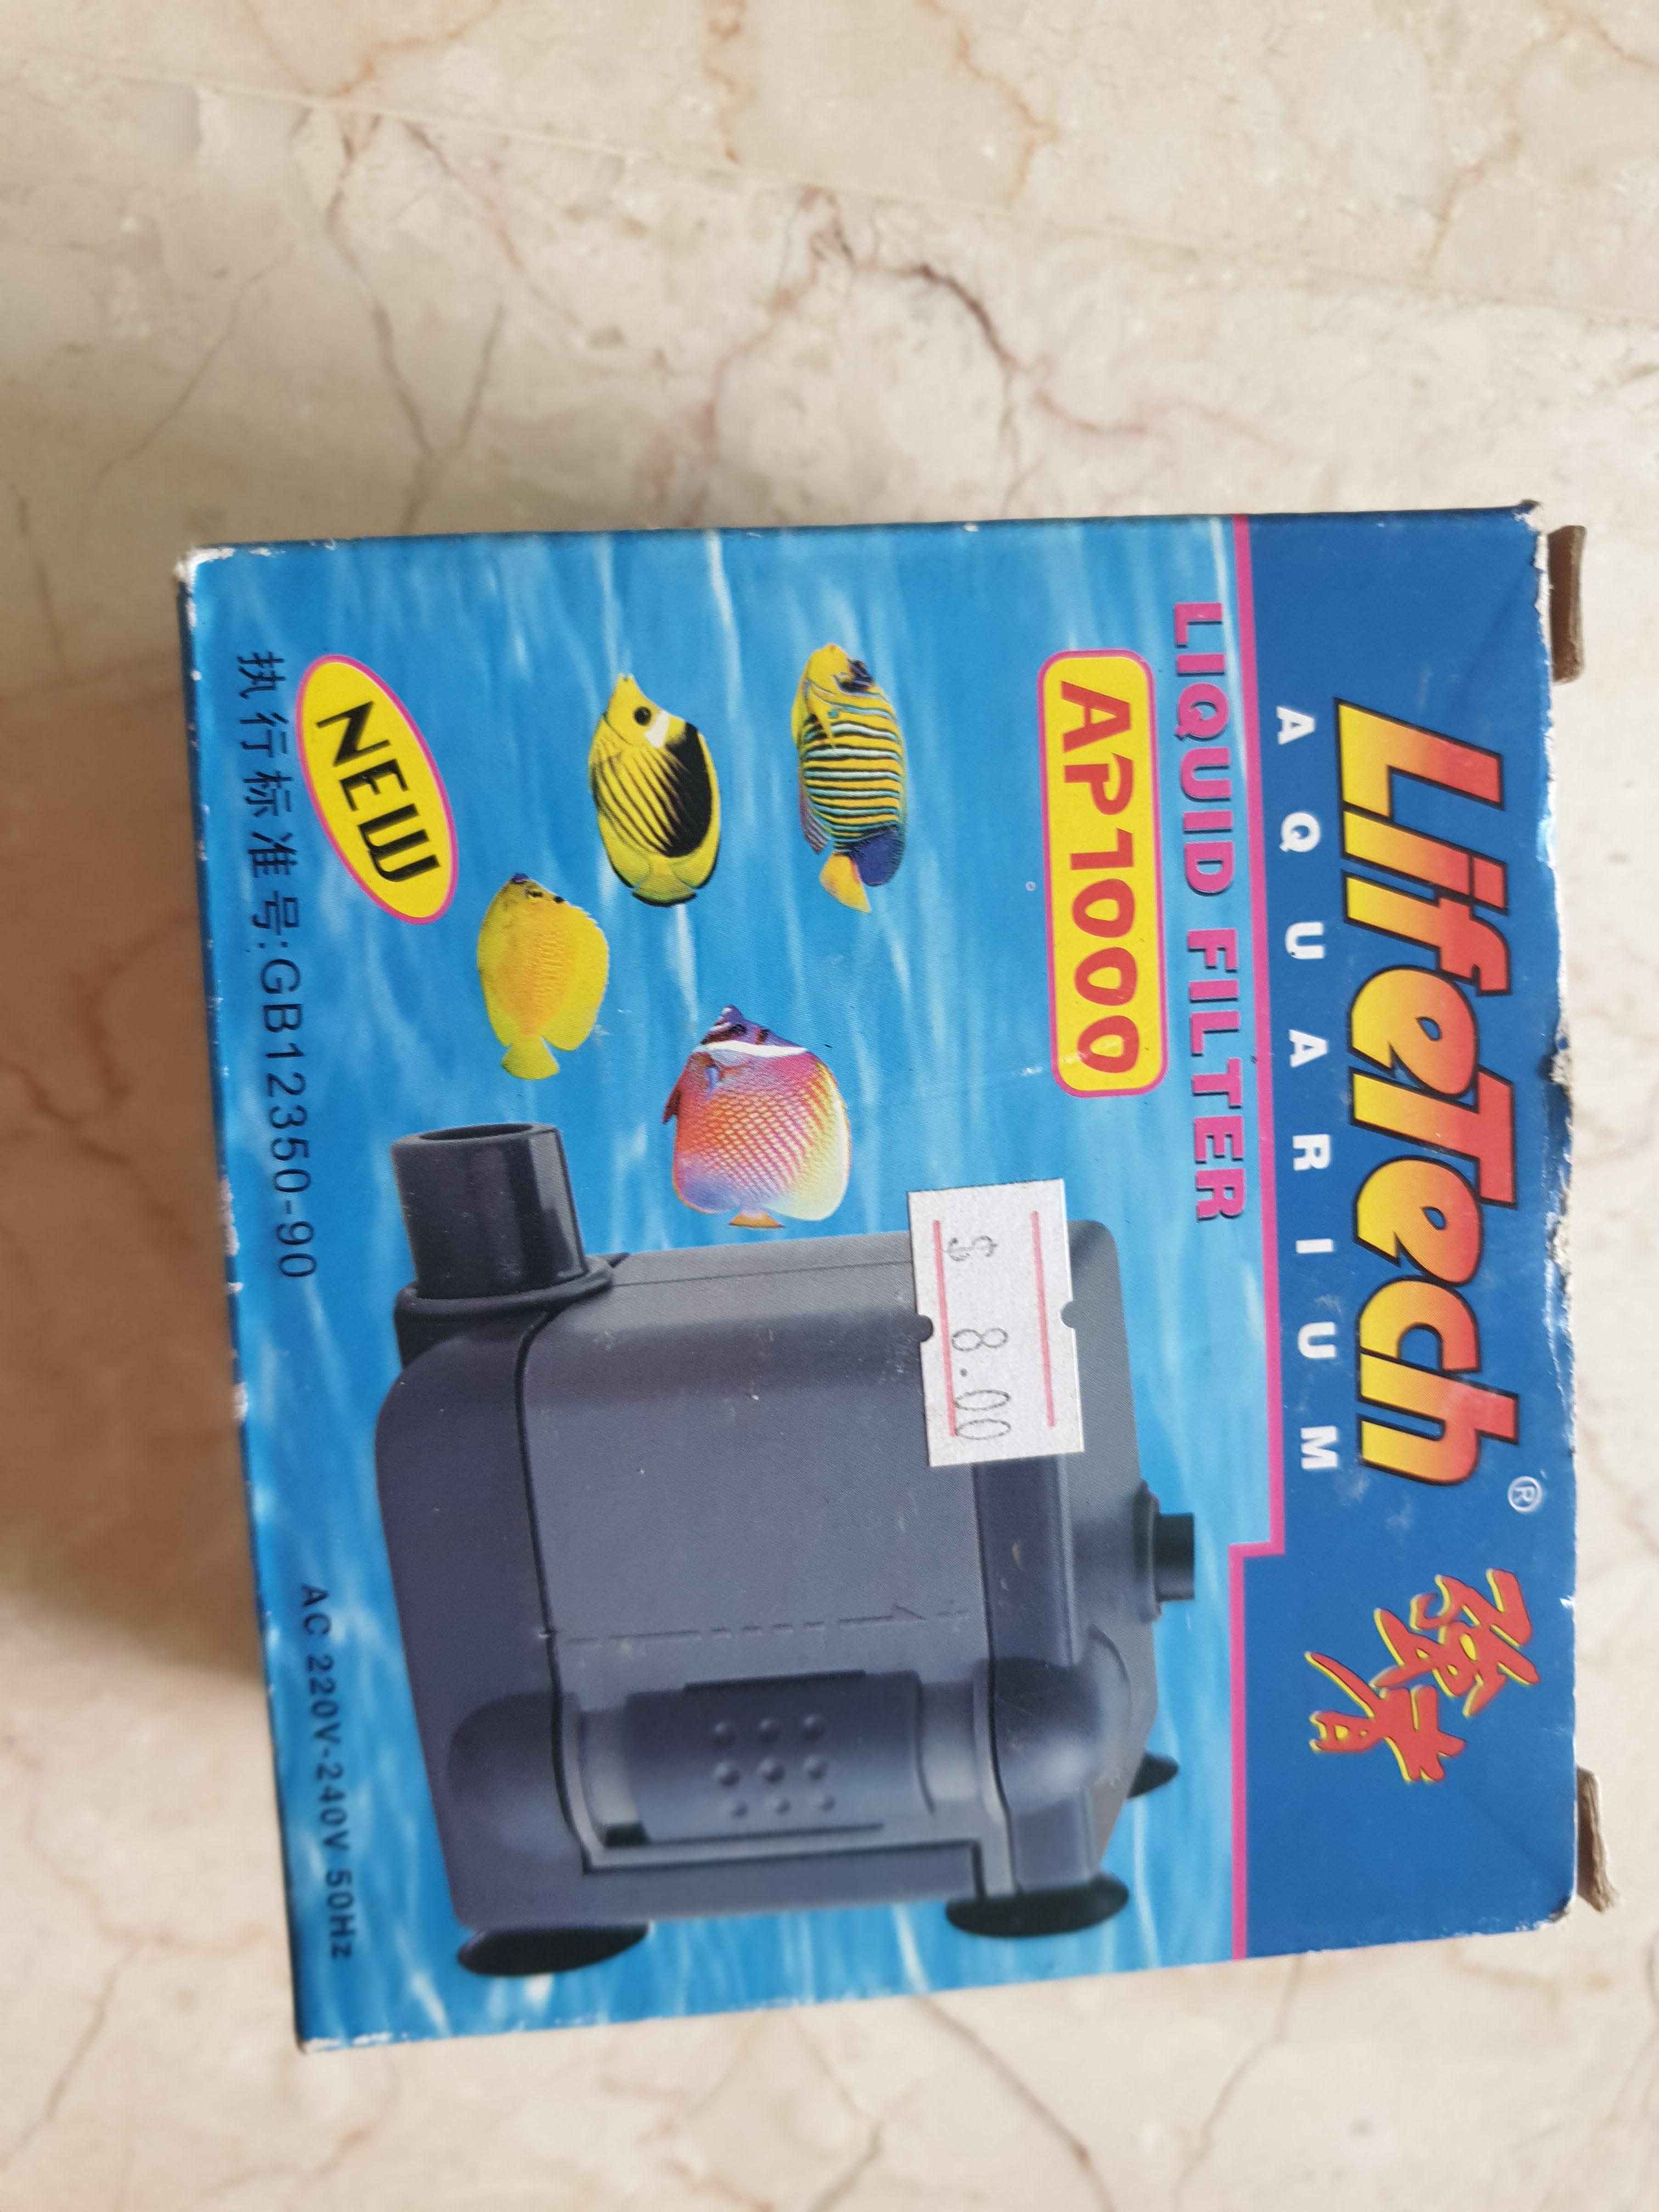 LifeTech®
AQUARIUM
LIQUID FILTER
AP1000
$ 8.00
NEW
执行标准号:GB12350-90
AC 220V-240V 50Hz